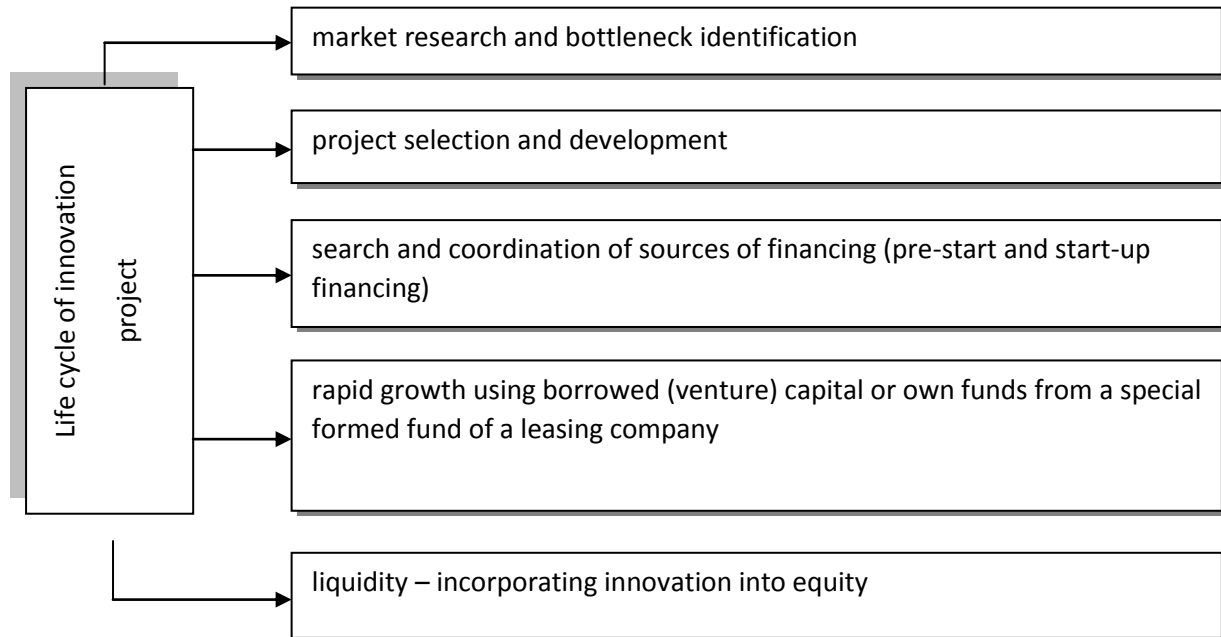 Life cycle of innovation
project
market research and bottleneck identification
project selection and development
search and coordination of sources of financing (pre-start and start-up
financing)
rapid growth using borrowed (venture) capital or own funds from a special
formed fund of a leasing company
liquidity – incorporating innovation into equity